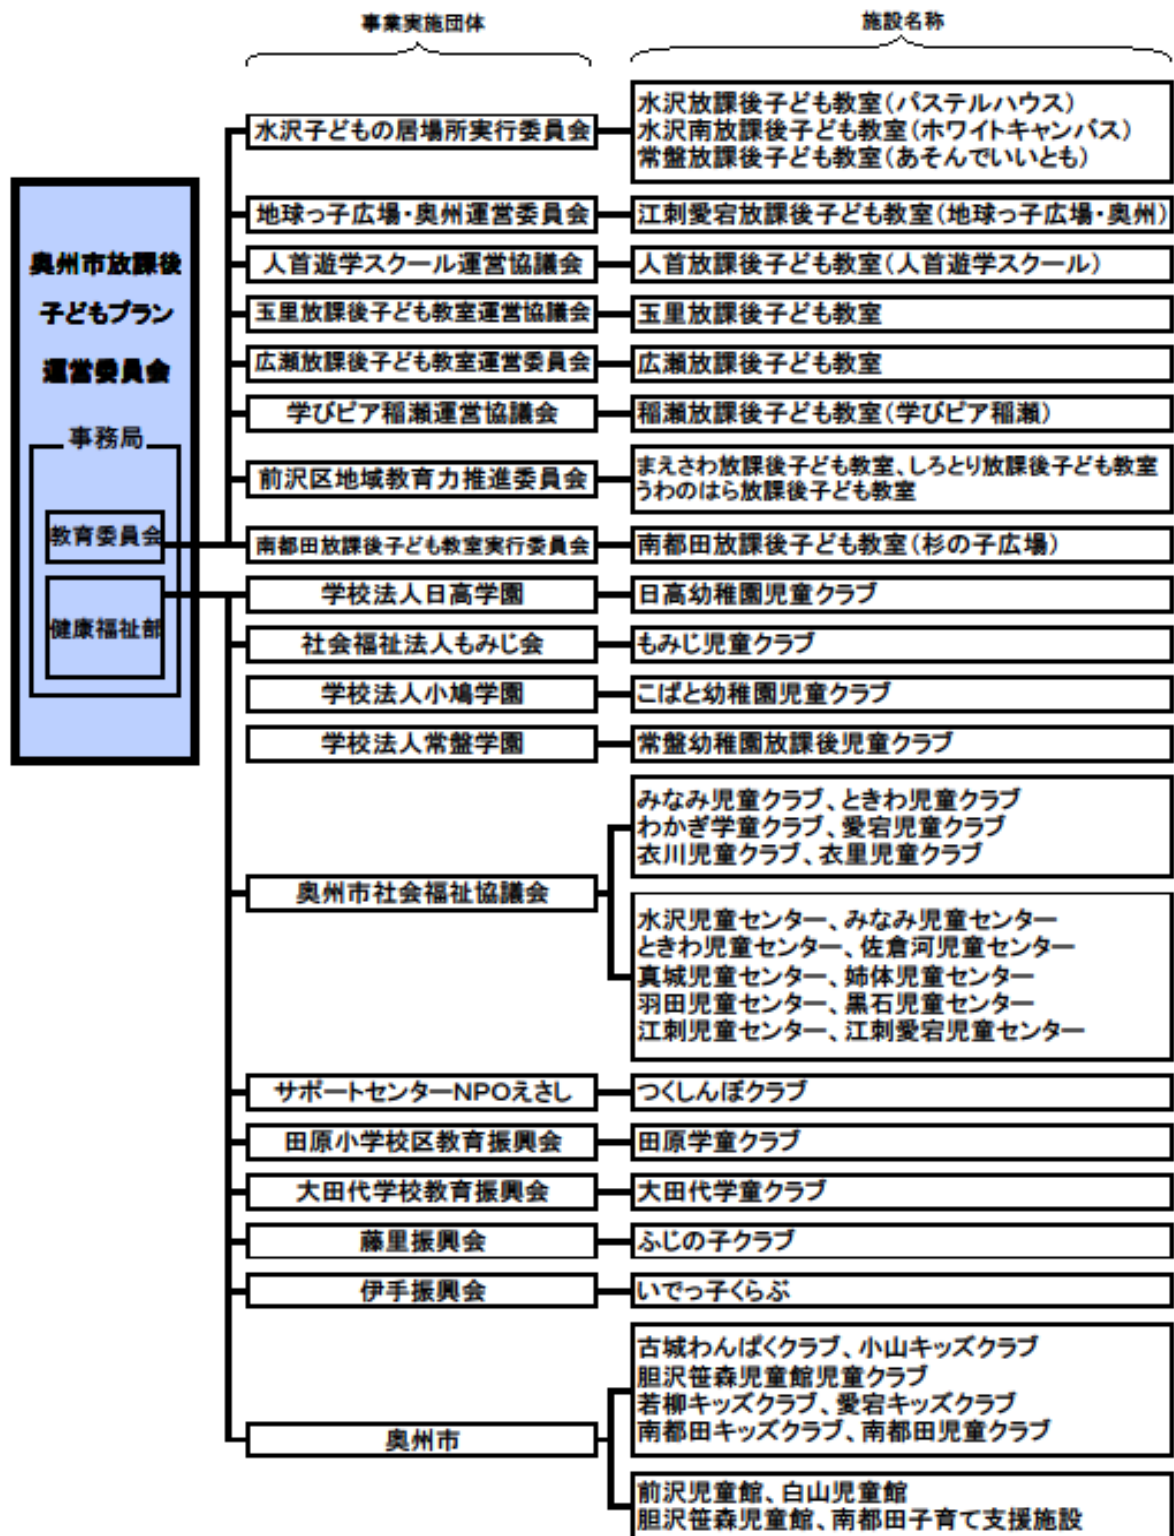 事業実施団体
施設名称
奥州市放課後
子どもプラン
運営委員会
事務局
教育委員会
健康福祉部
水沢子どもの居場所実行委員会
水沢放課後子ども教室(パステルハウス)
水沢南放課後子ども教室(ホワイトキャンバス)
常盤放課後子ども教室(あそんでいいとも)
地球っ子広場・奥州運営委員会
江刺愛宕放課後子ども教室(地球っ子広場・奥州)
人首遊学スクール運営協議会
人首放課後子ども教室(人首遊学スクール)
玉里放課後子ども教室運営協議会
玉里放課後子ども教室
広瀬放課後子ども教室運営委員会
広瀬放課後子ども教室
学びピア稲瀬運営協議会
稲瀬放課後子ども教室(学びピア稲瀬)
前沢区地域教育力推進委員会
まえさわ放課後子ども教室、しろとり放課後子ども教室
うわのはら放課後子ども教室
南都田放課後子ども教室実行委員会
南都田放課後子ども教室(杉の子広場)
学校法人日高学園
日高幼稚園児童クラブ
社会福祉法人もみじ会
もみじ児童クラブ
学校法人小鳩学園
こばと幼稚園児童クラブ
学校法人常盤学園
常盤幼稚園放課後児童クラブ
奥州市社会福祉協議会
みなみ児童クラブ、ときわ児童クラブ
わかぎ学童クラブ、愛宕児童クラブ
衣川児童クラブ、衣里児童クラブ
水沢児童センター、みなみ児童センター
ときわ児童センター、佐倉河児童センター
真城児童センター、姉体児童センター
羽田児童センター、黒石児童センター
江刺児童センター、江刺愛宕児童センター
サポートセンターNPOえさし
つくしんぼクラブ
田原小学校区教育振興会
田原学童クラブ
大田代学校教育振興会
大田代学童クラブ
藤里振興会
ふじの子クラブ
伊手振興会
いでっ子くらぶ
奥州市
古城わんぱくクラブ、小山キッズクラブ
胆沢笹森児童館児童クラブ
若柳キッズクラブ、愛宕キッズクラブ
南都田キッズクラブ、南都田児童クラブ
前沢児童館、白山児童館
胆沢笹森児童館、南都田子育て支援施設